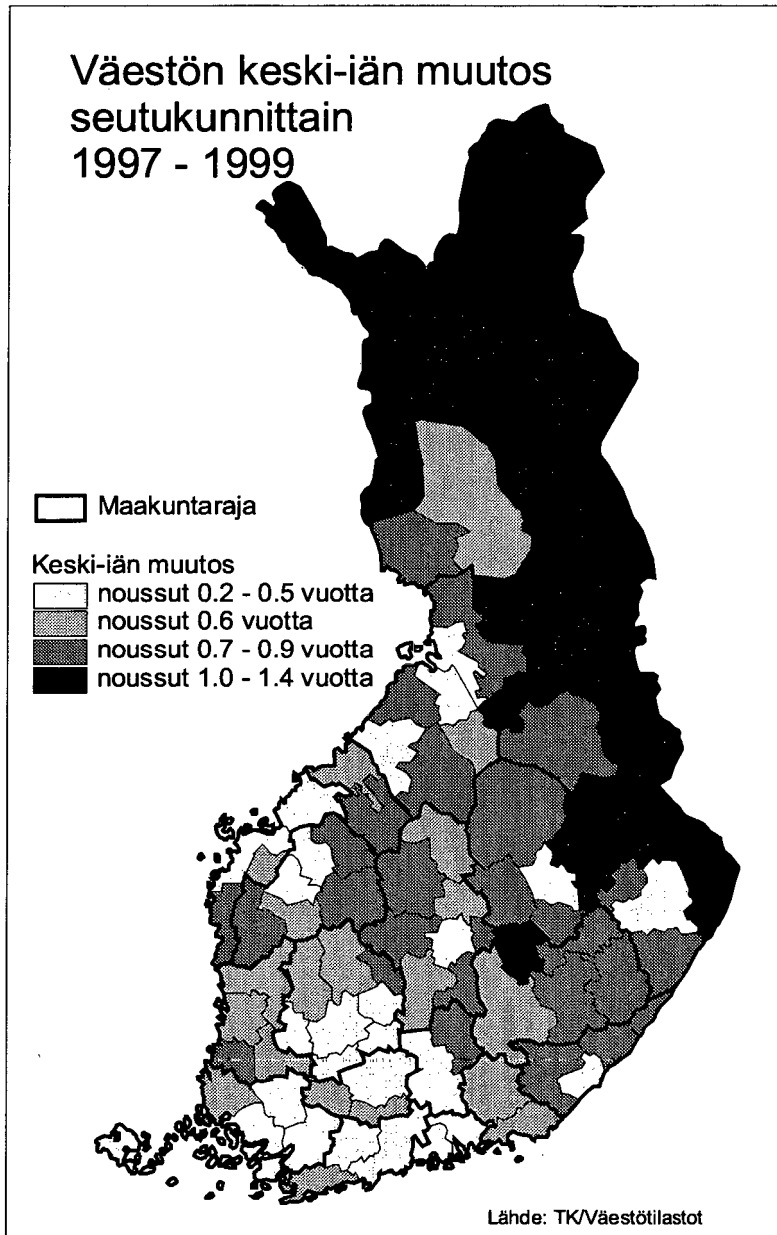 Väestön keski-iän muutos
seutukunnittain
1997 - 1999
Maakuntaraja
Keski-iän muutos
noussut 0.2 - 0.5 vuotta
noussut 0.6 vuotta
noussut 0.7 - 0.9 vuotta
noussut 1.0 - 1.4 vuotta
Lähde: TK/Väestötilastot